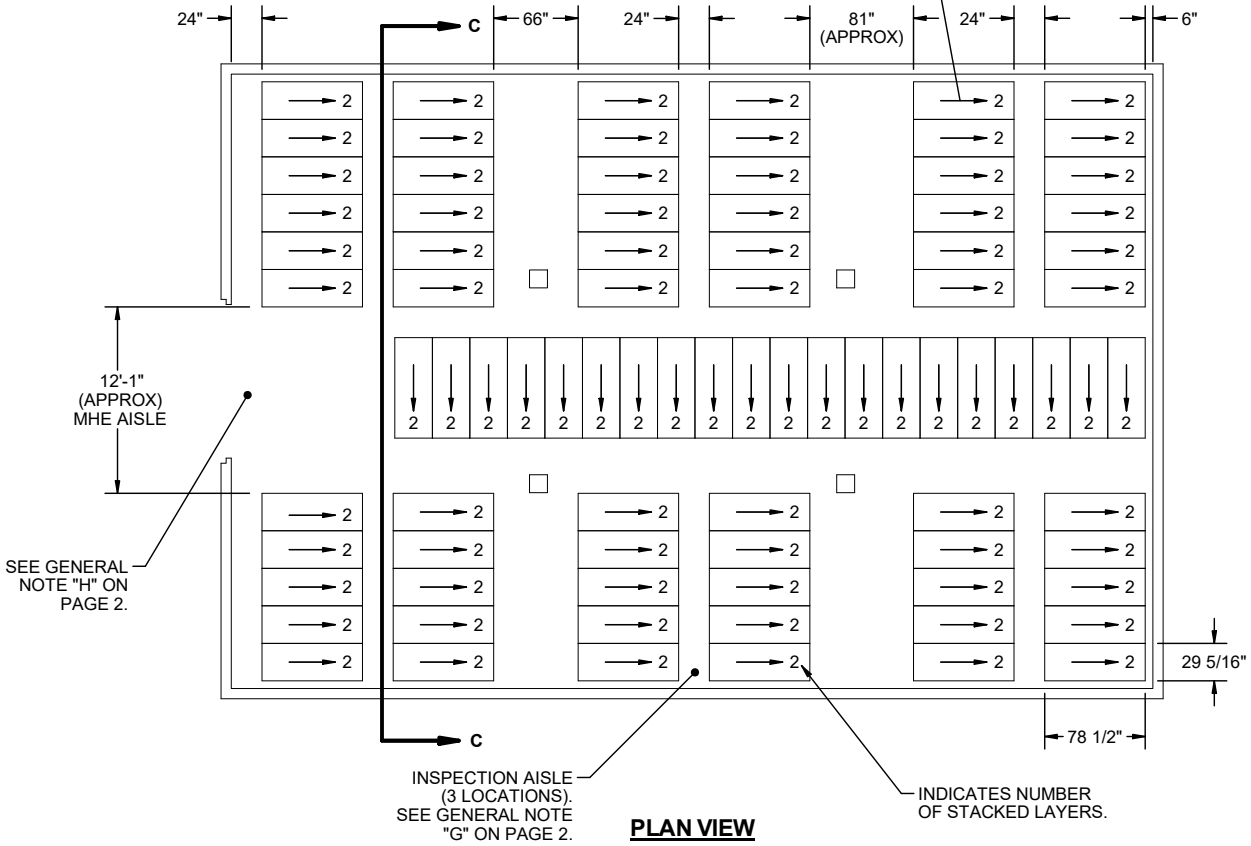 24"
C
66"
24"
81"
(APPROX)
24"
6"
2 2 2 2 2 2
2 2 2 2 2 2
2 2 2 2 2 2
2 2 2 2 2 2
2 2 2 2 2 2
2 2 2 2 2 2
12'-1"
(APPROX)
MHE AISLE
2 2 2 2 2 2 2 2 2 2 2 2 2 2 2 2 2 2 2 2
2 2 2 2 2 2
2 2 2 2 2 2
2 2 2 2 2 2
2 2 2 2 2 2
2 2 2 2 2 2
SEE GENERAL
NOTE "H" ON
PAGE 2.
29 5/16"
C
78 1/2"
INSPECTION AISLE
(3 LOCATIONS).
SEE GENERAL NOTE
"G" ON PAGE 2.
INDICATES NUMBER
OF STACKED LAYERS.
PLAN VIEW